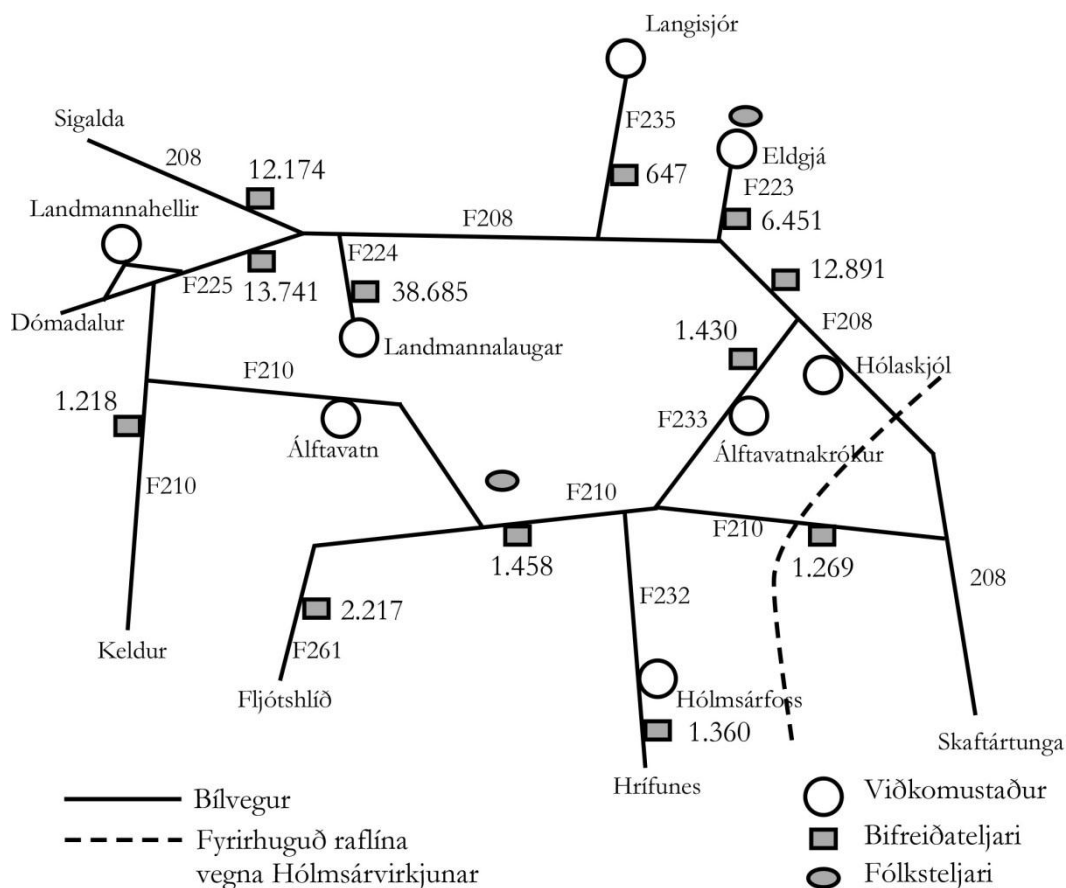 Langisjór
Sigalda
F235
208
12.174
647
Eldgjá
F223
Landmannahellir
F208
6.451
F224
12.891
F225
13.741
38.685
F208
Dómadalur
1.430
Landmannalaugar
F210
Hólaskjól
1.218
F233
Álftavatn
Álftavatnakrókur
F210
F210
F210
1.458
1.269
208
F232
2.217
Keldur
F261
Fljótshlíð
Hólmsárfoss
1.360
Skaftártunga
Hrífunes
Bílvegur
Fyrirhuguð raflína
vegna Hólmsárvirkjunar
Viðkomustaður
Bifreiðateljari
Fólksteljari